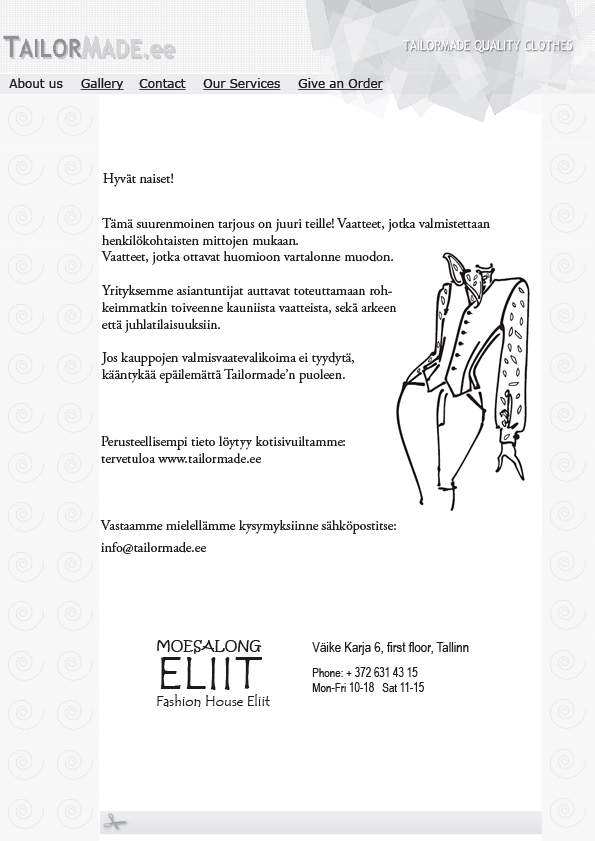 TAILORMADE.ee
TAILORMADE QUALITY CLOTHES
About us Gallery Contact Our Services Give an Order
Hyvät naiset!
Tämä suurenmoinen tarjous on juuri teille! Vaatteet, jotka valmistettaan
henkilökohtaisten mittojen mukaan.
Vaatteet, jotka ottavat huomioon vartalonne muodon.
Yrityksemme asiantuntijat auttavat toteuttamaan roh-
keimmatkin toiveenne kauniista vaatteista, sekä arkeen
että juhlatilaisuuksiin.
Jos kauppojen valmisvaatevalikoima ei tyydytä,
kääntykää epäilemättä Tailormade'n puoleen.
Perusteellisempi tieto löytyy kotisivuiltamme:
tervetuloa www.tailormade.ee
Vastaamme mielellämme kysymyksiinne sähköpostitse:
info@tailormade.ee
MOESALONG
ELIIT
Fashion House Eliit
Väike Karja 6, first floor, Tallinn
Phone: + 372 631 43 15
Mon-Fri 10-18 Sat 11-15